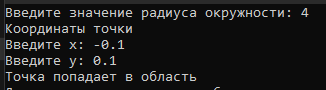 Введите значение радиуса окружности: 4
Координаты точки
Введите x: -0.1
Введите y: 0.1
Точка попадает в область